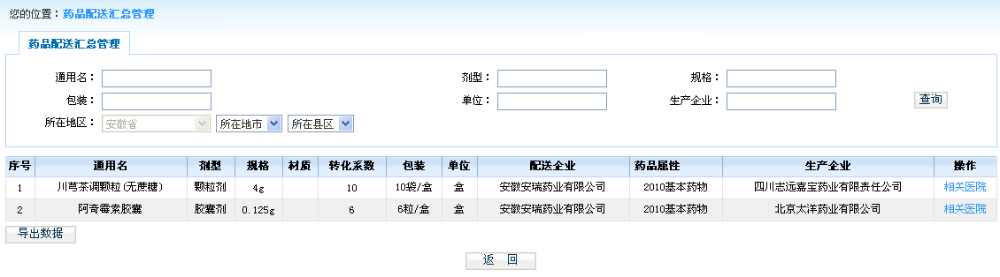 您的位置：药品配送汇总管理
药品配送汇总管理
通用名： 剂型： 规格：
包装： 单位： 生产企业： 查询
所在地区： 安徽省 所在地市 所在县区
序号 通用名 剂型 规格 材质 转化系数 包装 单位 配送企业 药品属性 生产企业 操作
1 川芎茶调颗粒(无蔗糖) 颗粒剂 4g 10 10袋/盒 盒 安徽安瑞药业有限公司 2010基本药物 四川志远嘉宝药业有限责任公司 相关医院
2 阿奇霉素胶囊 胶囊剂 0.125g 6 6粒/盒 盒 安徽安瑞药业有限公司 2010基本药物 北京太洋药业有限公司 相关医院
导出数据
返 回